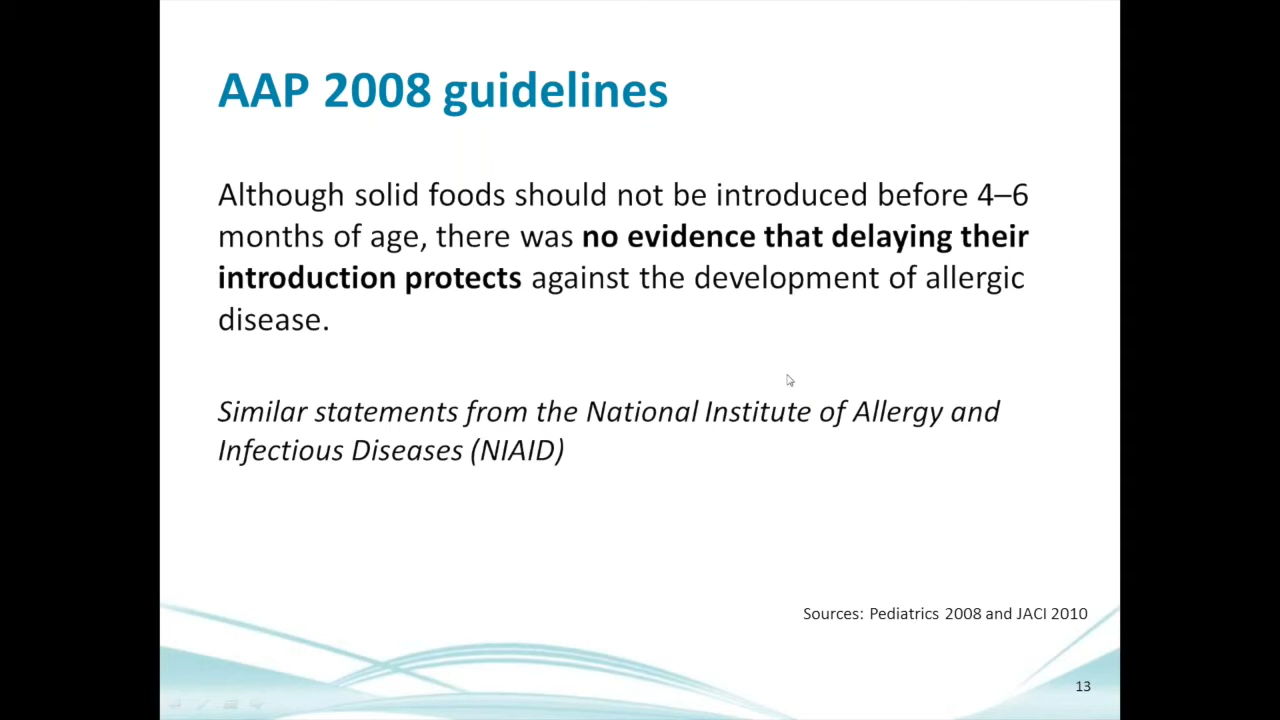 AAP 2008 guidelines
Although solid foods should not be introduced before 4–6
months of age, there was no evidence that delaying their
introduction protects against the development of allergic
disease.
Similar statements from the National Institute of Allergy and
Infectious Diseases (NIAID)
Sources: Pediatrics 2008 and JACI 2010
13